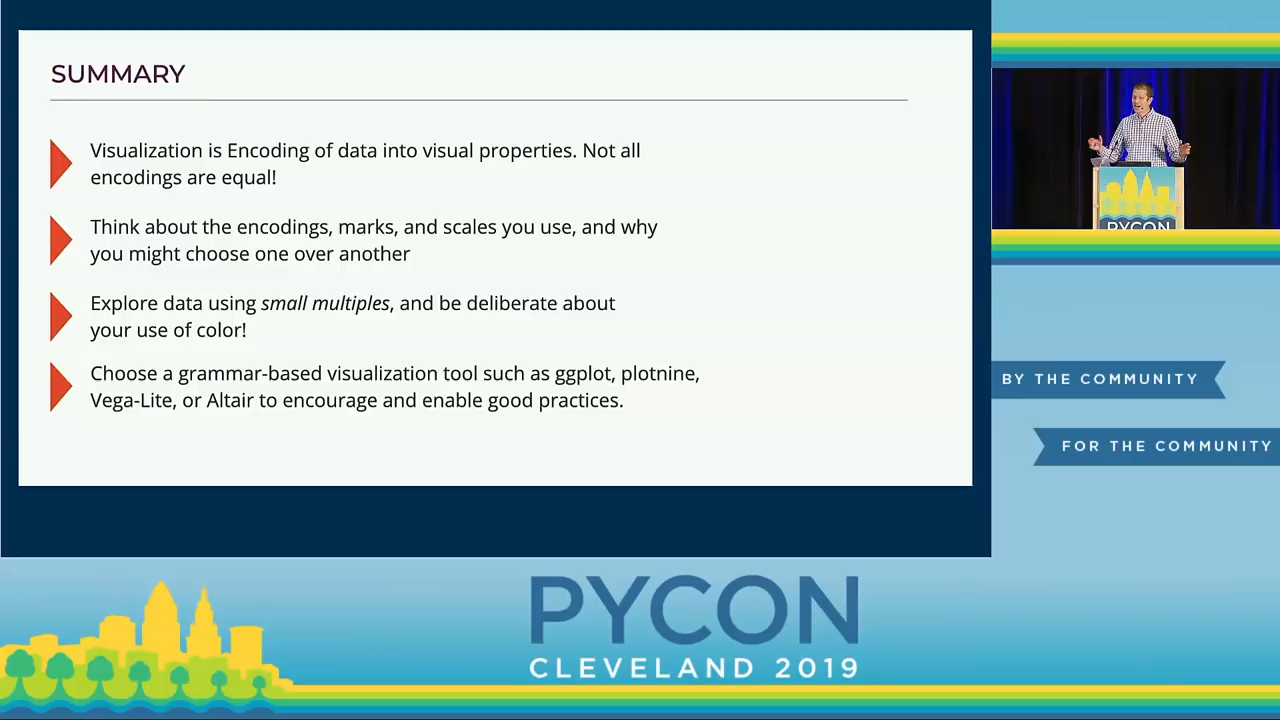 SUMMARY
Visualization is Encoding of data into visual properties. Not all
encodings are equal!
Think about the encodings, marks, and scales you use, and why
you might choose one over another
Explore data using small multiples, and be deliberate about
your use of color!
Choose a grammar-based visualization tool such as ggplot, plotnine,
Vega-Lite, or Altair to encourage and enable good practices.
PYCON
BY THE COMMUNITY
FOR THE COMMUNITY
PYCON
CLEVELAND 2019